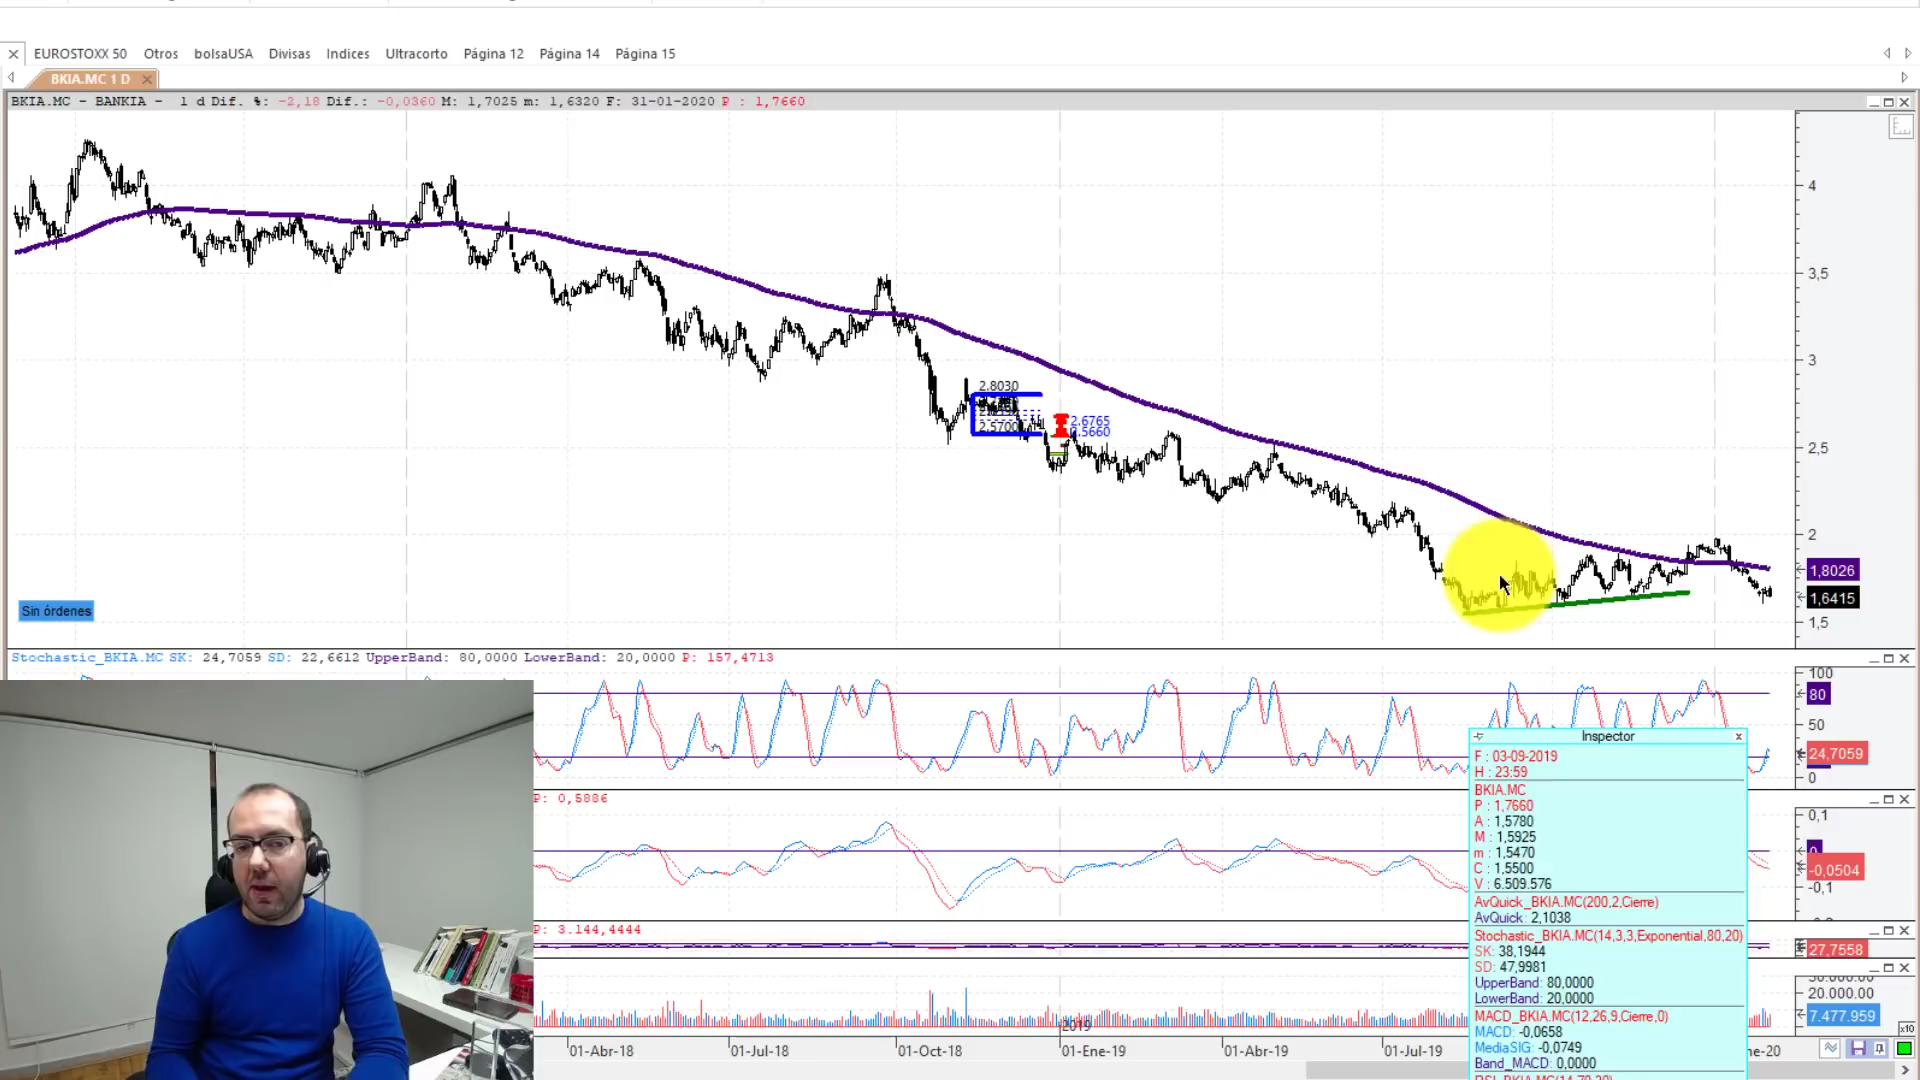 EUROSTOXX 50 Otros bolsaUSA Divisas Indices Ultracorto Página 12 Página 14 Página 15
BKIA.MC 1 D
BKIA.MC - BANKIA - 1 d Dif. %: -2,18 Dif.: -0,0360 M: 1,7025 m: 1,6320 F: 31-01-2020 P : 1,7660
4
3,5
3
2.8030
2.5700
2.6765
2.5660
2,5
2
1,8026
1,6415
1,5
Sin órdenes
Stochastic_BKIA.MC SK: 24,7059 SD: 22,6612 UpperBand: 80,0000 LowerBand: 20,0000 P: 157,4713
100
80
50
24,7059
0
P: 0,5886
0,1
0
-0,0504
-0,1
P: 3.144,4444
27,7558
20.000.00
7.477.959
x10
Inspector
F : 03-09-2019
H : 23:59
BKIA.MC
P : 1,7660
A : 1,5780
M : 1,5925
m : 1,5470
C : 1,5500
V : 6.509.576
AvQuick_BKIA.MC(200,2,Cierre)
AvQuick: 2,1038
Stochastic_BKIA.MC(14,3,3,Exponential,80,20)
SK: 38,1944
SD: 47,9981
UpperBand: 80,0000
LowerBand: 20,0000
MACD_BKIA.MC(12,26,9,Cierre,0)
MACD: -0,0658
MediaSIG: -0,0749
Band_MACD: 0,0000
2019
01-Abr-18 01-Jul-18 01-Oct-18 01-Ene-19 01-Abr-19 01-Jul-19 ne-20